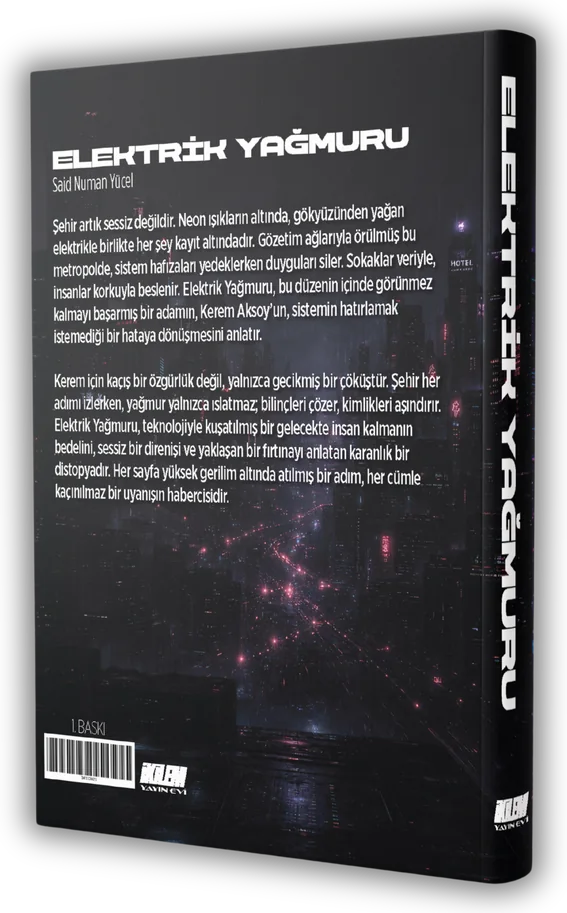 ELEKTRİK YAĞMURU
Said Numan Yücel
Şehir artık sessiz değildir. Neon ışıkların altında, gökyüzünden yağan
elektrikle birlikte her şey kayıt altındadır. Gözetim ağlarıyla örülmüş bu
metropolde, sistem hafızaları yedeklerken duyguları siler. Sokaklar veriyle,
insanlar korkuyla beslenir. Elektrik Yağmuru, bu düzenin içinde görünmez
kalmayı başarmış bir adamın, Kerem Aksoy'un, sistemin hatırlamak
istemediği bir hataya dönüşmesini anlatır.
Kerem için kaçış bir özgürlük değil, yalnızca gecikmiş bir çöküştür. Şehir her
adımı izlerken, yağmur yalnızca ıslatmaz; bilinçleri çözer, kimlikleri aşındırır.
Elektrik Yağmuru, teknolojiyle kuşatılmış bir gelecekte insan kalmanın
bedelini, sessiz bir direnişi ve yaklaşan bir fırtınayı anlatan karanlık bir
distopyadır. Her sayfa yüksek gerilim altında atılmış bir adım, her cümle
kaçınılmaz bir uyanışın habercisidir.
HOTEL
1. BASKI
İKİLEM
YAYIN EVİ
ELEKTRİK YAĞMURU
İKİLEM
YAYIN EVİ